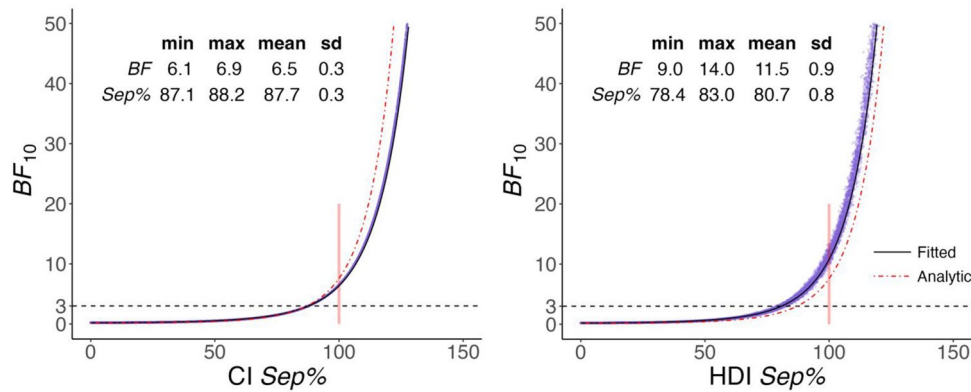 min max mean sd
BF 6.1 6.9 6.5 0.3
Sep% 87.1 88.2 87.7 0.3
50
40
30
20
10
3
0
BF10
0 50 100 150
CI Sep%
min max mean sd
BF 9.0 14.0 11.5 0.9
Sep% 78.4 83.0 80.7 0.8
50
40
30
20
10
3
0
BF10
Fitted
Analytic
0 50 100 150
HDI Sep%